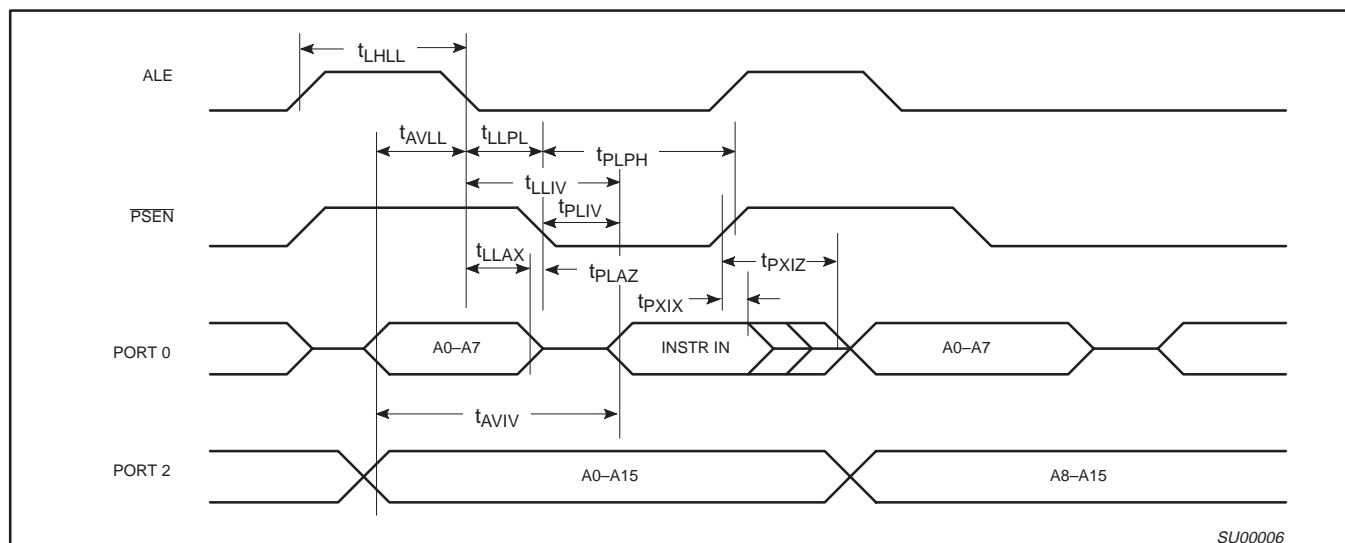 ALE
tLHLL
tAVLL
tLLPL
tPLPH
tLLIV
PSEN
tPLIV
tLLAX
tPLAZ
tPXIZ
tPXIX
PORT 0
A0–A7
INSTR IN
A0–A7
tAVIV
PORT 2
A0–A15
A8–A15
SU00006